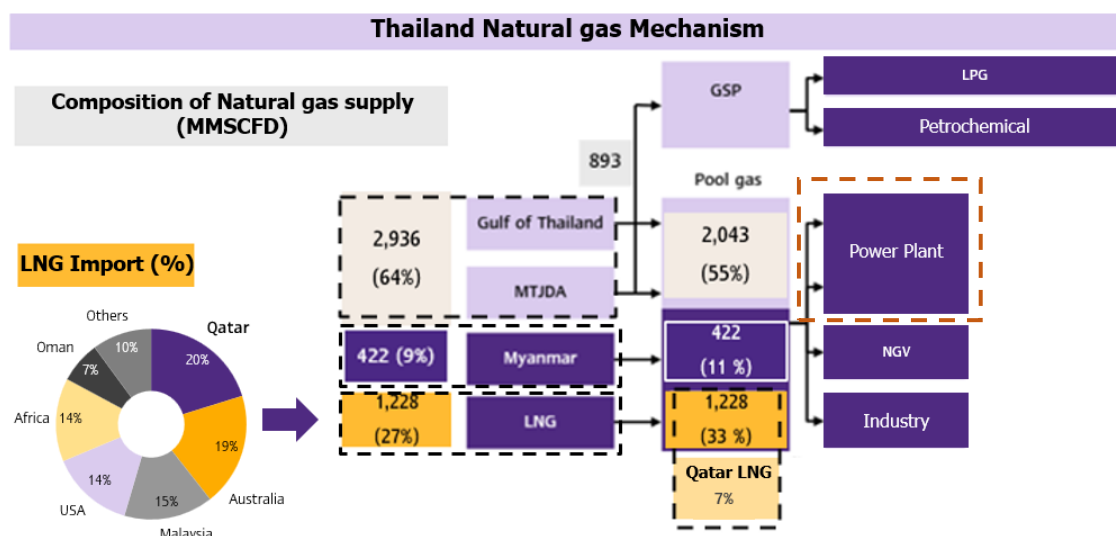 Thailand Natural gas Mechanism
Composition of Natural gas supply
(MMSCFD)
GSP
LPG
Petrochemical
893
Pool gas
2,936
(64%)
Gulf of Thailand
MTJDA
2,043
(55%)
Power Plant
LNG Import (%)
422 (9%)
Myanmar
422
(11 %)
NGV
1,228
(27%)
LNG
1,228
(33 %)
Industry
Qatar LNG
7%
Others
10%
Qatar
20%
Oman
7%
Africa
14%
19%
Australia
14%
USA
15%
Malaysia